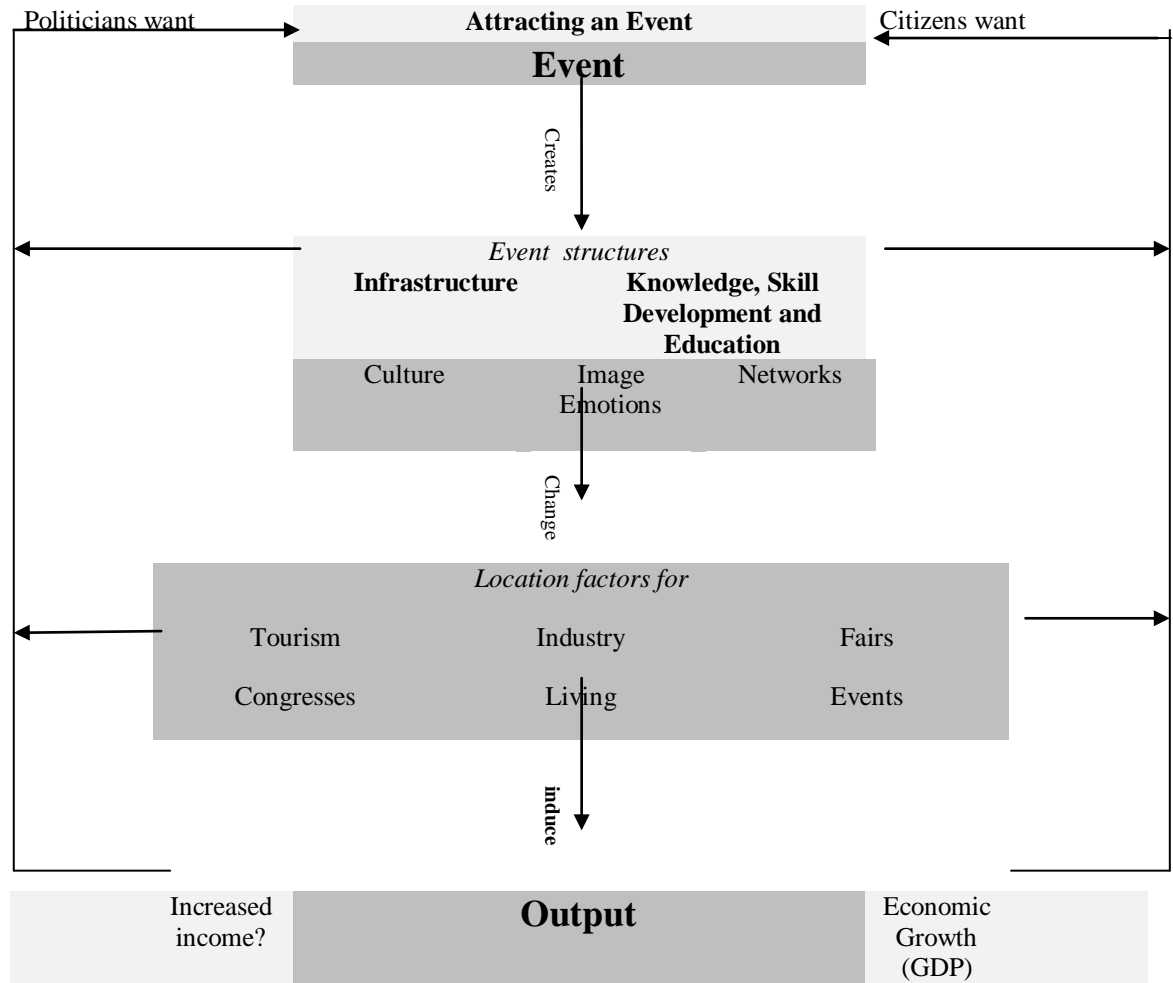 Politicians want
Attracting an Event
Citizens want
Event
Creates
Event structures
Infrastructure
Knowledge, Skill
Development and
Education
Culture
Image
Emotions
Networks
Change
Location factors for
Tourism
Industry
Fairs
Congresses
Living
Events
induce
Increased
income?
Output
Economic
Growth
(GDP)